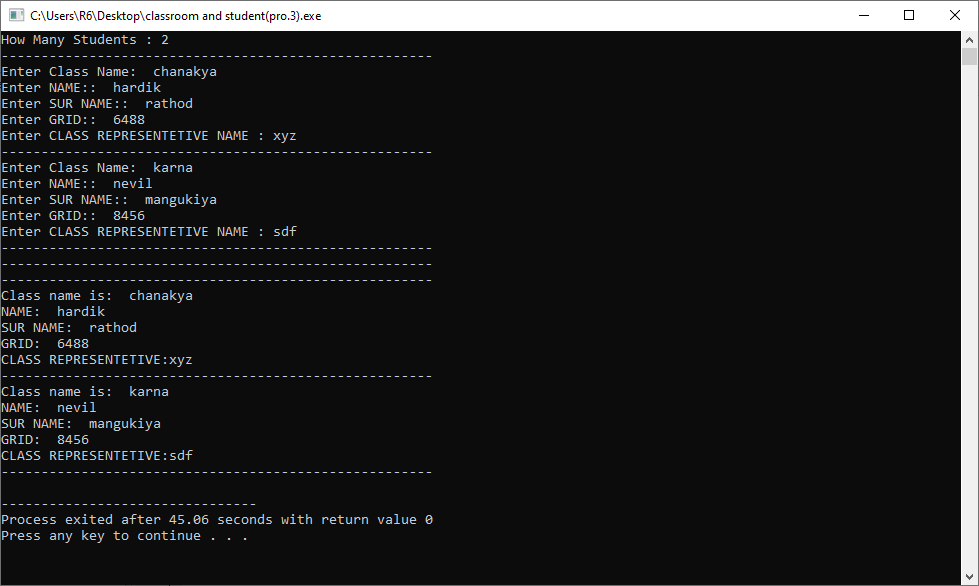 C:\Users\R6\Desktop\classroom and student(pro.3).exe
How Many Students : 2
------------------------------------------------------
Enter Class Name:  chanakya
Enter NAME::  hardik
Enter SUR NAME::  rathod
Enter GRID::  6488
Enter CLASS REPRESENTETIVE NAME : xyz
------------------------------------------------------
Enter Class Name:  karna
Enter NAME::  nevil
Enter SUR NAME::  mangukiya
Enter GRID::  8456
Enter CLASS REPRESENTETIVE NAME : sdf
------------------------------------------------------
------------------------------------------------------
------------------------------------------------------
Class name is:  chanakya
NAME:  hardik
SUR NAME:  rathod
GRID:  6488
CLASS REPRESENTETIVE:xyz
------------------------------------------------------
Class name is:  karna
NAME:  nevil
SUR NAME:  mangukiya
GRID:  8456
CLASS REPRESENTETIVE:sdf
------------------------------------------------------
--------------------------------
Process exited after 45.06 seconds with return value 0
Press any key to continue . . .